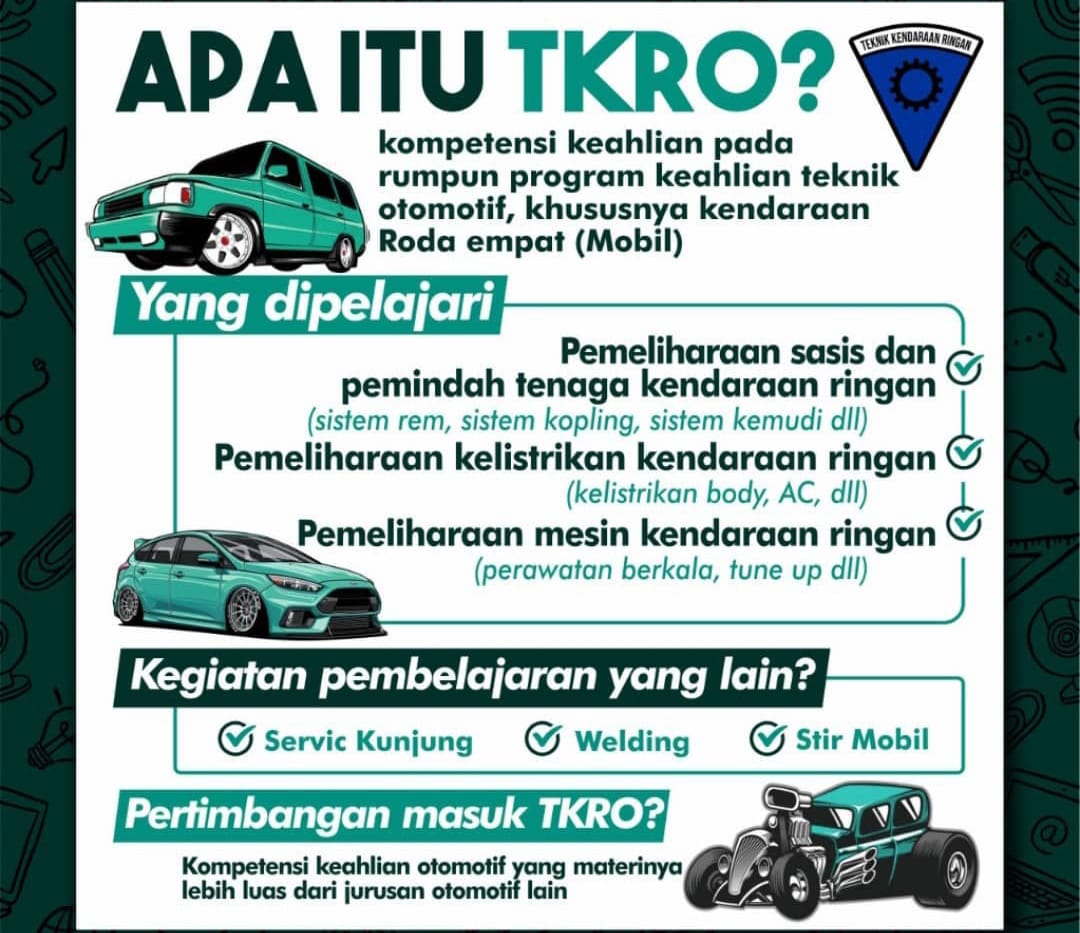 APA ITU TKRO?
TEKNIK KENDARAAN RINGAN
kompetensi keahlian pada
rumpun program keahlian teknik
otomotif, khususnya kendaraan
Roda empat (Mobil)
Yang dipelajari
Pemeliharaan sasis dan
pemindah tenaga kendaraan ringan
(sistem rem, sistem kopling, sistem kemudi dll)
Pemeliharaan kelistrikan kendaraan ringan
(kelistrikan body, AC, dll)
Pemeliharaan mesin kendaraan ringan
(perawatan berkala, tune up dll)
Kegiatan pembelajaran yang lain?
Servic Kunjung
Welding
Stir Mobil
Pertimbangan masuk TKRO?
Kompetensi keahlian otomotif yang materinya
lebih luas dari jurusan otomotif lain